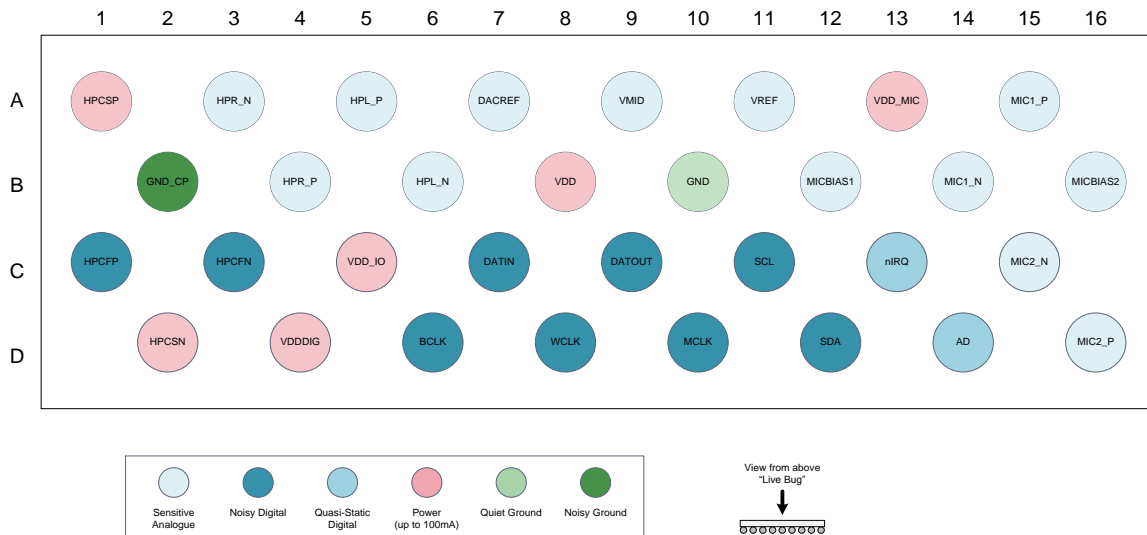 1 2 3 4 5 6 7 8 9 10 11 12 13 14 15 16
A
HPCSP HPR_N HPL_P DACREF VMID VREF VDD_MIC MIC1_P
B
GND_CP HPR_P HPL_N VDD GND MICBIAS1 MIC1_N MICBIAS2
C
HPCFP HPCFN VDD_IO DATIN DATOUT SCL nIRQ MIC2_N
D
HPCSN VDDDIG BCLK WCLK MCLK SDA AD MIC2_P
Sensitive
Analogue
Noisy Digital
Quasi-Static
Digital
Power
(up to 100mA)
Quiet Ground
Noisy Ground
View from above
“Live Bug”